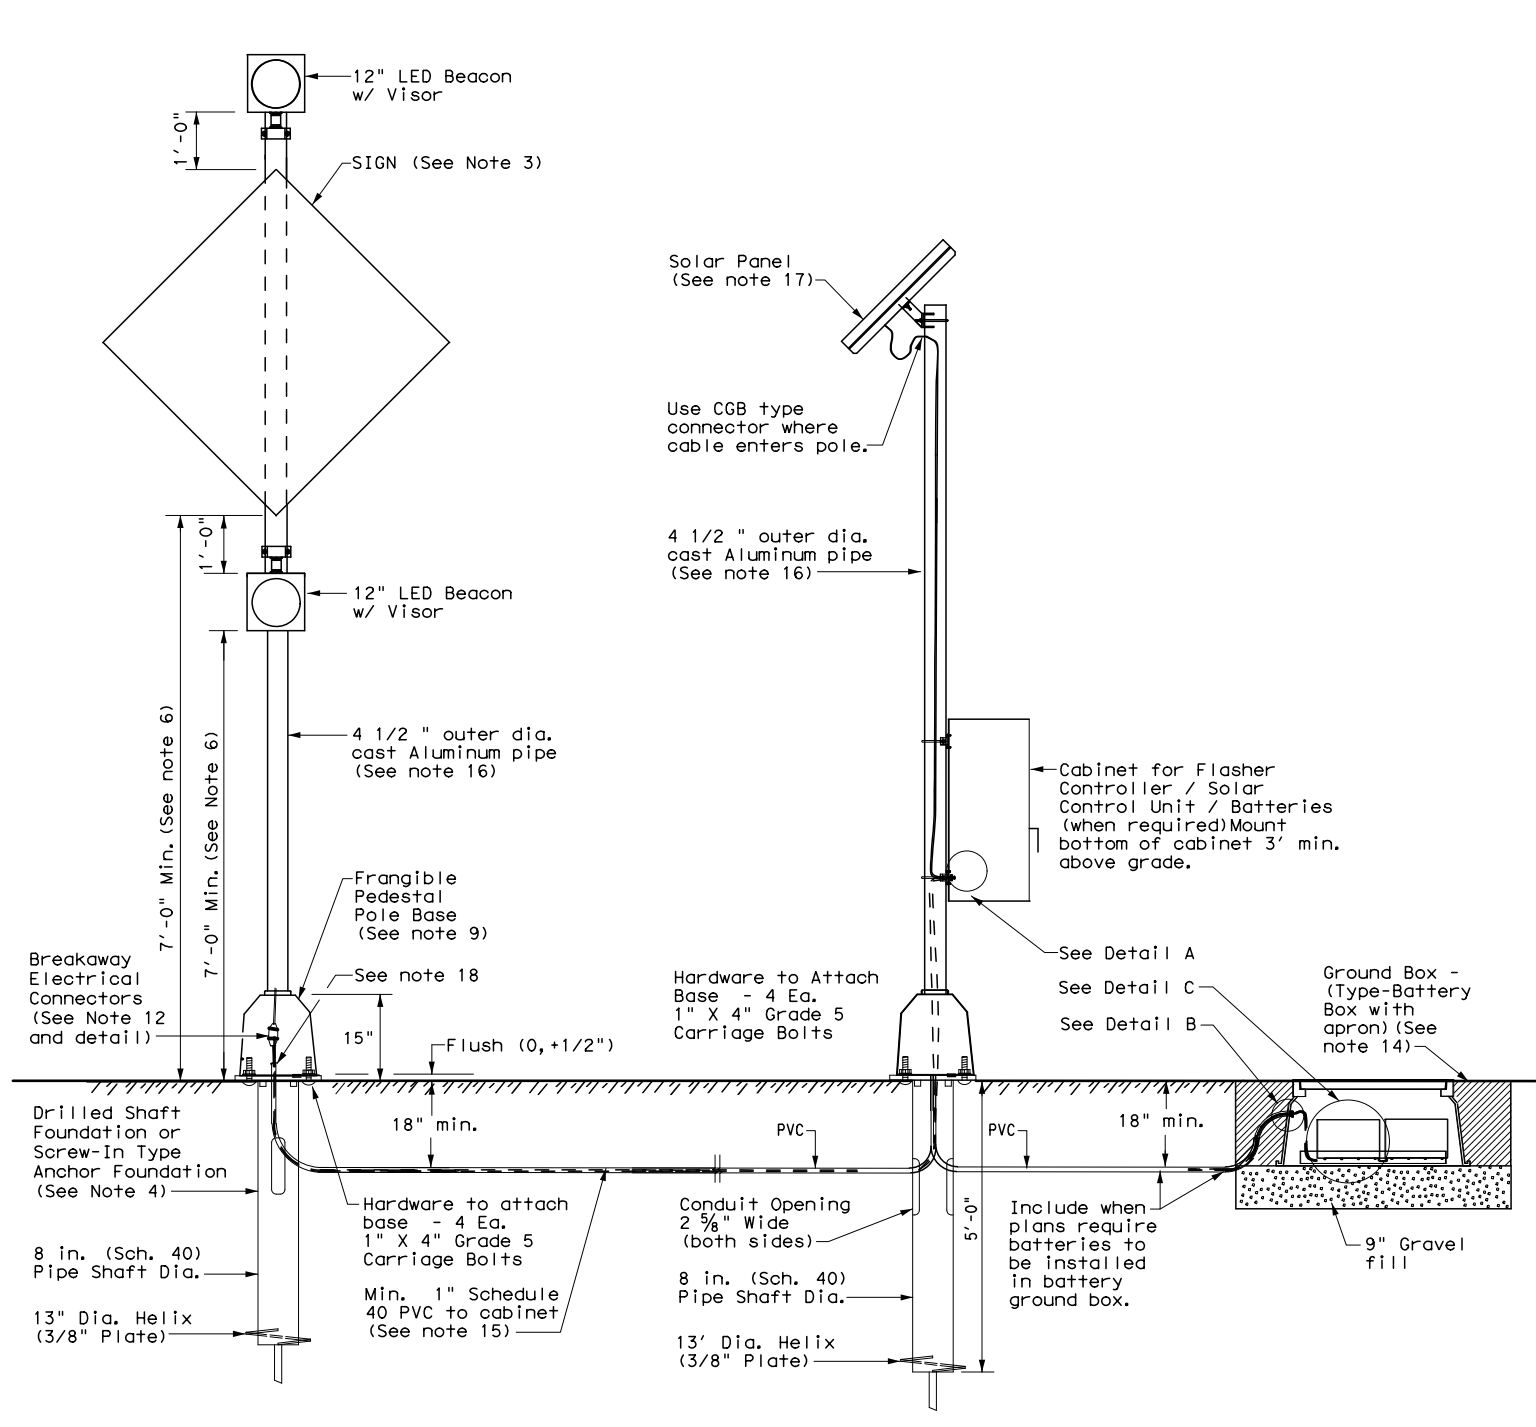 12" LED Beacon
w/ Visor
1'-0"
SIGN (See Note 3)
Solar Panel
(See note 17)
Use CGB type
connector where
cable enters pole.
1'-0"
4 1/2 " outer dia.
cast Aluminum pipe
(See note 16)
12" LED Beacon
w/ Visor
7'-0" Min. (See note 6)
7'-0" Min. (See Note 6)
4 1/2 " outer dia.
cast Aluminum pipe
(See note 16)
Cabinet for Flasher
Controller / Solar
Control Unit / Batteries
(when required)Mount
bottom of cabinet 3' min.
above grade.
Frangible
Pedestal
Pole Base
(See note 9)
See note 18
Breakaway
Electrical
Connectors
(See Note 12
and detail)
15"
Flush (0, +1/2")
Hardware to Attach
Base - 4 Ea.
1" X 4" Grade 5
Carriage Bolts
See Detail A
See Detail C
See Detail B
Ground Box -
(Type-Battery
Box with
apron) (See
note 14)
Drilled Shaft
Foundation or
Screw-In Type
Anchor Foundation
(See Note 4)
18" min.
PVC
PVC
18" min.
8 in. (Sch. 40)
Pipe Shaft Dia.
13" Dia. Helix
(3/8" Plate)
Hardware to attach
base - 4 Ea.
1" X 4" Grade 5
Carriage Bolts
Min. 1" Schedule
40 PVC to cabinet
(See note 15)
Conduit Opening
2 5/8" Wide
(both sides)
8 in. (Sch. 40)
Pipe Shaft Dia.
13' Dia. Helix
(3/8" Plate)
5'-0"
Include when
plans require
batteries to
be installed
in battery
ground box.
9" Gravel
fill